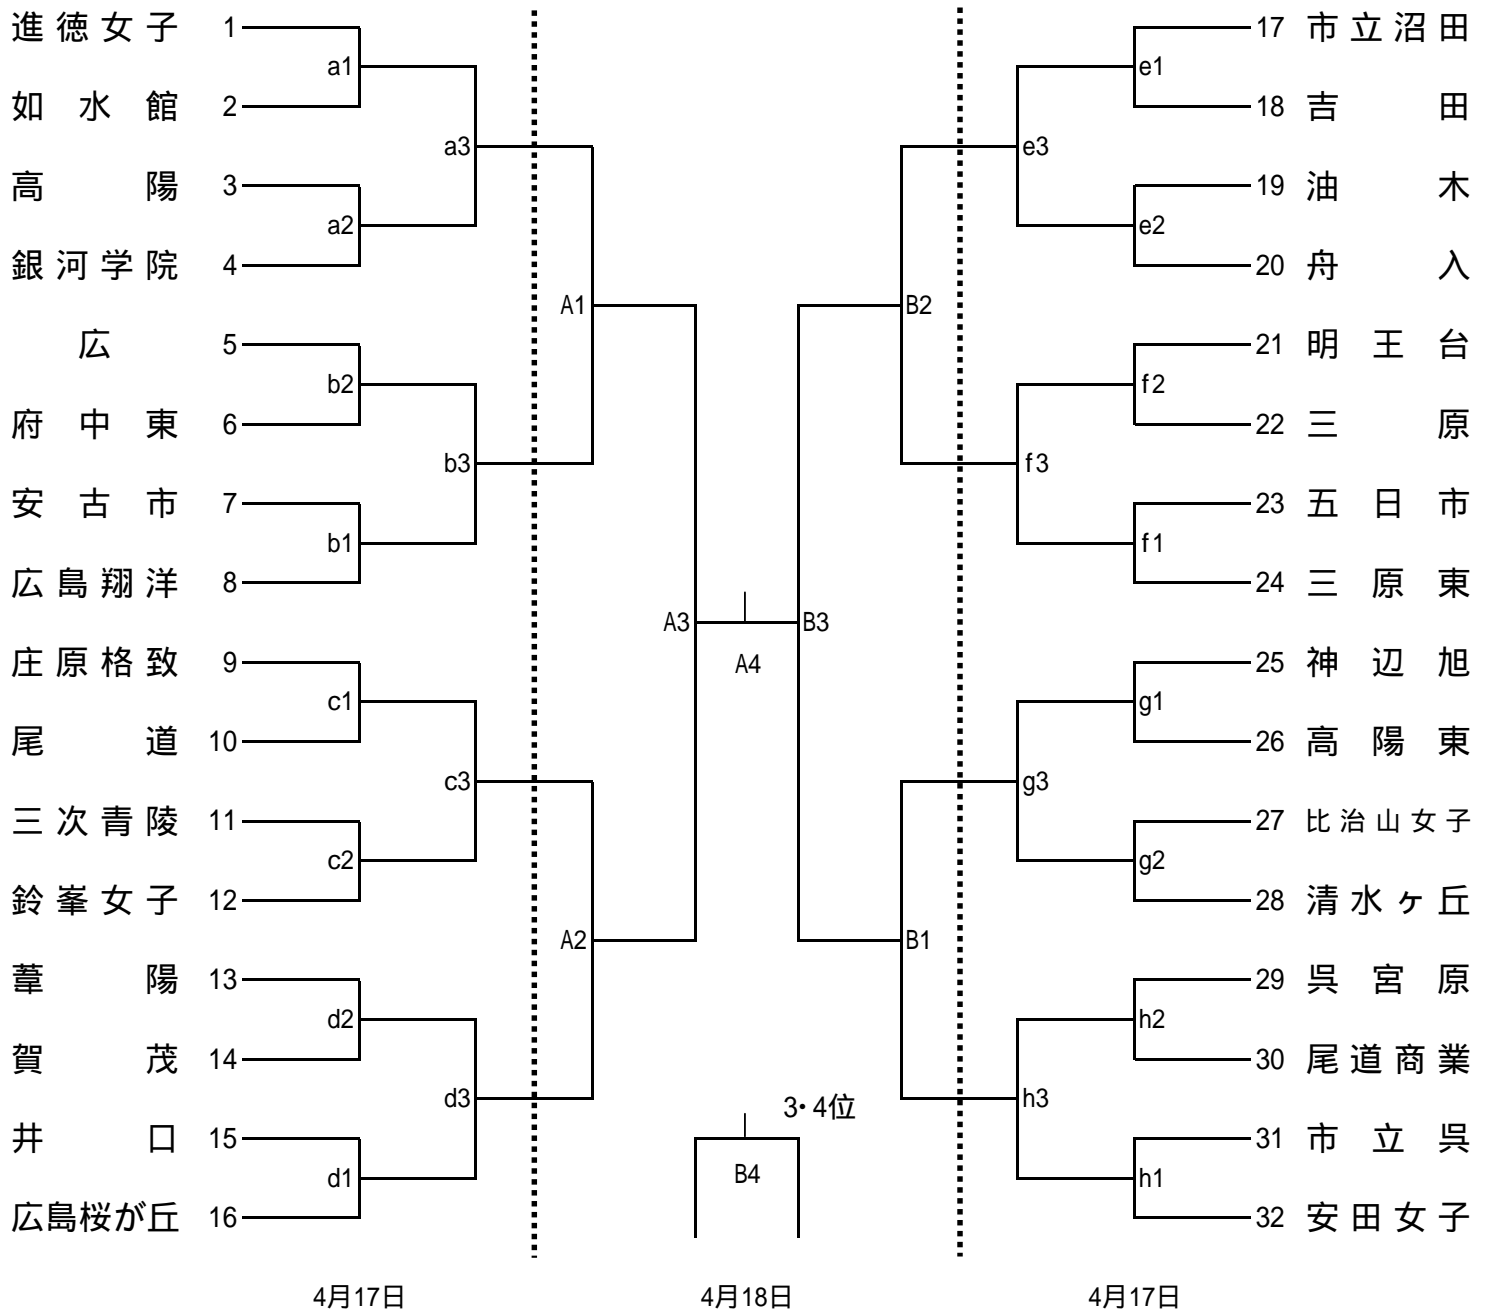 進徳女子 1
a1
如水館 2
a3
高陽 3
a2
銀河学院 4
A1
広 5
b2
府中東 6
b3
安古市 7
b1
広島翔洋 8
A3
庄原格致 9
c1
尾道 10
c3
三次青陵 11
c2
鈴峯女子 12
A2
葦陽 13
d2
賀茂 14
d3
井口 15
d1
広島桜が丘 16
A4
3・4位
B4
17 市立沼田
e1
18 吉田
e3
19 油木
e2
20 舟入
B2
21 明王台
f2
22 三原
f3
23 五日市
f1
24 三原東
B3
25 神辺旭
g1
26 高陽東
g3
27 比治山女子
g2
28 清水ヶ丘
B1
29 呉宮原
h2
30 尾道商業
h3
31 市立呉
h1
32 安田女子
4月17日
4月18日
4月17日